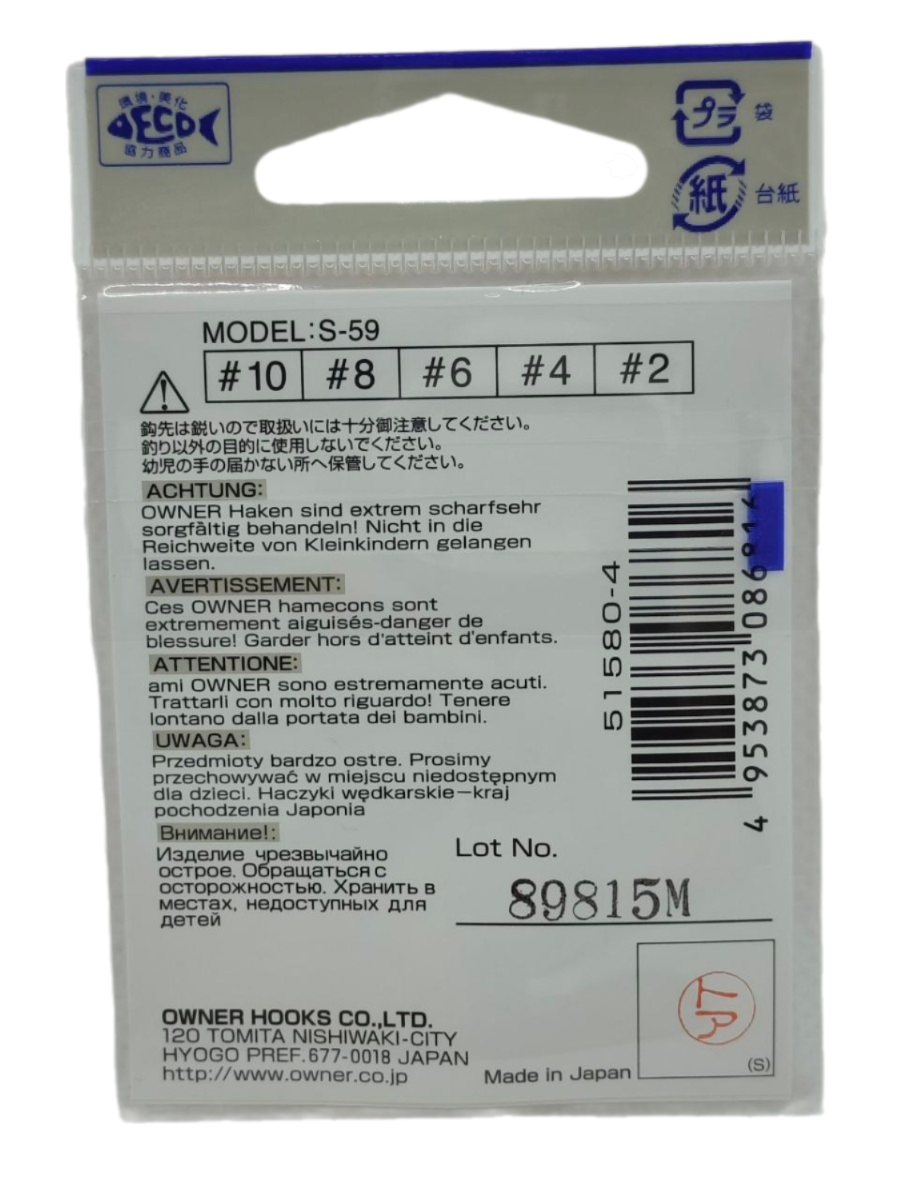 環境・美化
ECO
協力商品
プラ 袋
紙 台紙
MODEL:S-59
#10 #8 #6 #4 #2
鈎先は鋭いので取扱いには十分御注意してください。
釣り以外の目的に使用しないでください。
幼児の手の届かない所へ保管してください。
ACHTUNG:
OWNER Haken sind extrem scharfsehr
sorgfältig behandeln! Nicht in die
Reichweite von Kleinkindern gelangen
lassen.
AVERTISSEMENT:
Ces OWNER hamecons sont
extremement aiguisés-danger de
blessure! Garder hors d'atteint d'enfants.
ATTENTIONE:
ami OWNER sono estremamente acuti.
Trattarli con molto riguardo! Tenere
lontano dalla portata dei bambini.
UWAGA:
Przedmioty bardzo ostre. Prosimy
przechowywać w miejscu niedostępnym
dla dzieci. Haczyki wędkarskie—kraj
pochodzenia Japonia
Внимание!:
Изделие чрезвычайно
острое. Обращаться с
осторожностью. Хранить в
местах, недоступных для
детей
51580-4
4 953873 086814
Lot No.
89815M
OWNER HOOKS CO.,LTD.
120 TOMITA NISHIWAKI-CITY
HYOGO PREF.677-0018 JAPAN
http://www.owner.co.jp
Made in Japan
(S)